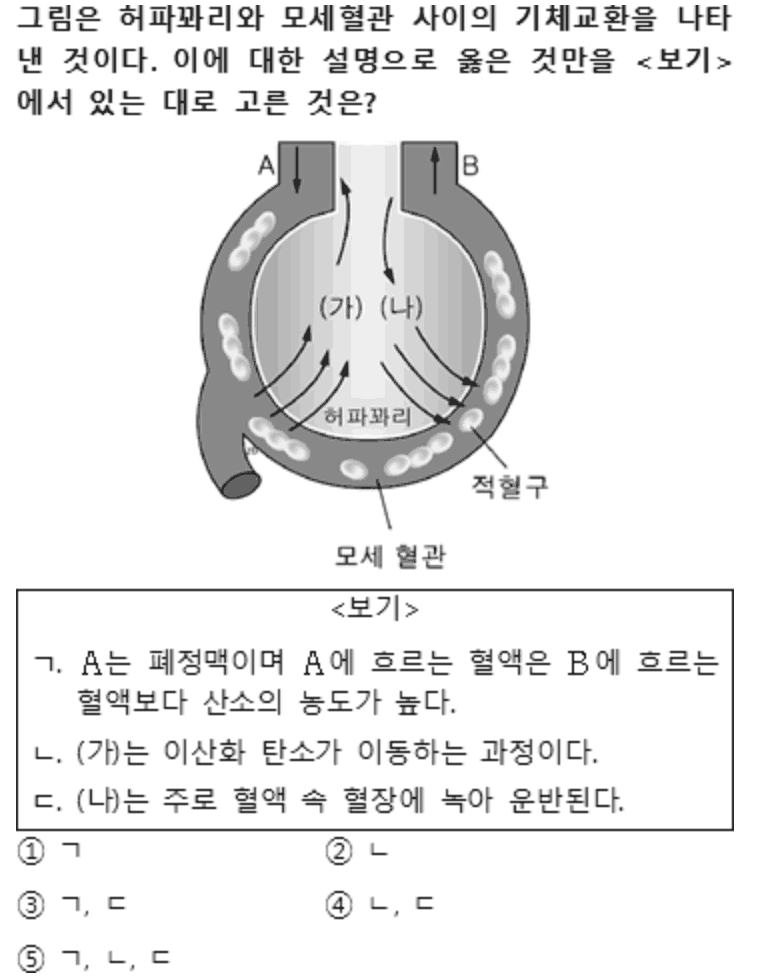 그림은 허파꽈리와 모세혈관 사이의 기체교환을 나타
낸 것이다. 이에 대한 설명으로 옳은 것만을 <보기>
에서 있는 대로 고른 것은?
A
B
(가) (나)
허파꽈리
적혈구
모세 혈관
<보기>
ㄱ. A는 폐정맥이며 A에 흐르는 혈액은 B에 흐르는
혈액보다 산소의 농도가 높다.
ㄴ. (가)는 이산화 탄소가 이동하는 과정이다.
ㄷ. (나)는 주로 혈액 속 혈장에 녹아 운반된다.
① ㄱ ② ㄴ
③ ㄱ, ㄷ ④ ㄴ, ㄷ
⑤ ㄱ, ㄴ, ㄷ